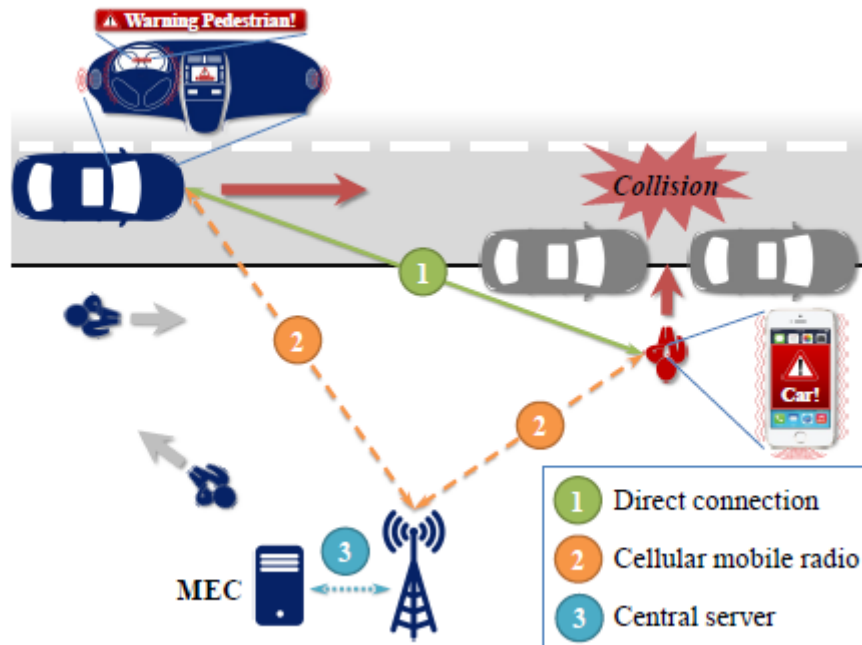 Warning Pedestrian!
Collision
1
2
Car!
2
3
MEC
1 Direct connection
2 Cellular mobile radio
3 Central server